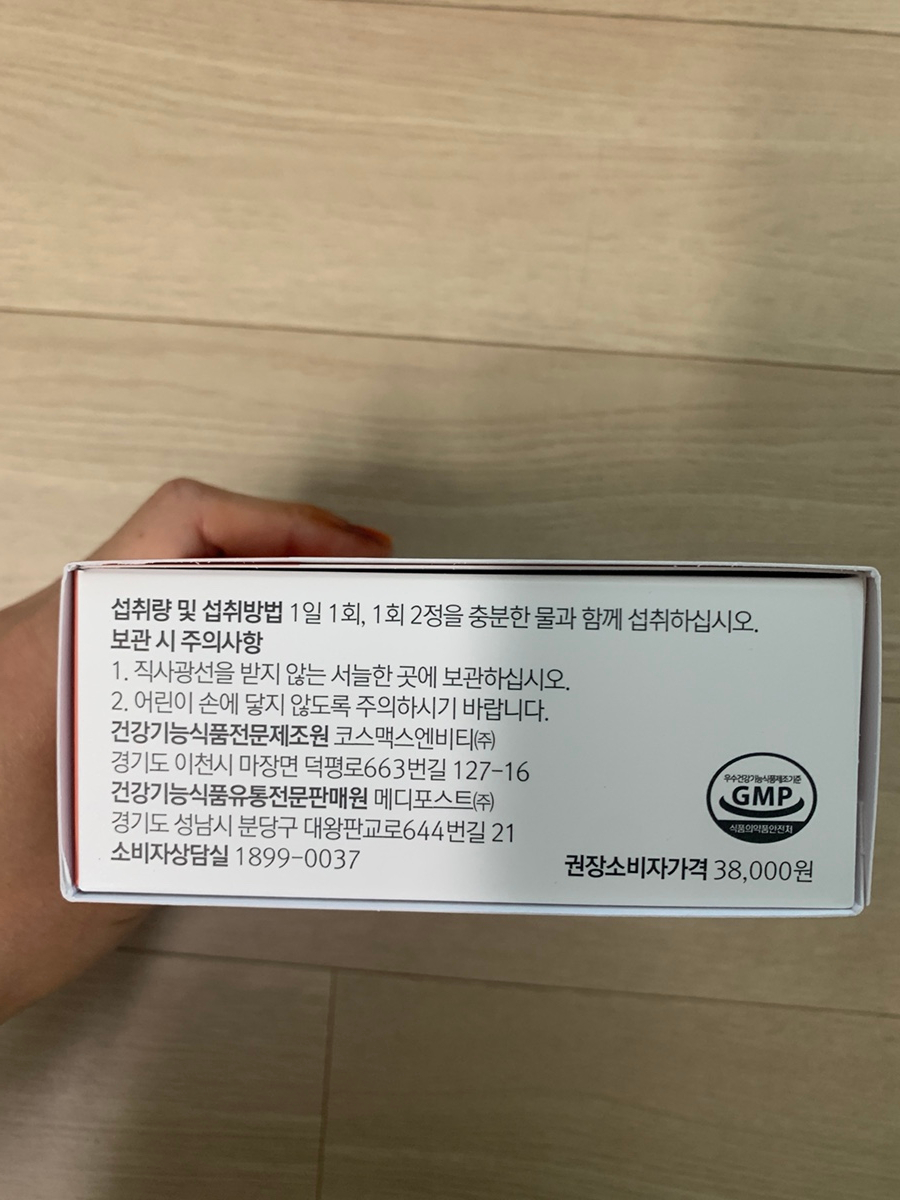 섭취량 및 섭취방법 1일 1회, 1회 2정을 충분한 물과 함께 섭취하십시오.
보관 시 주의사항
1. 직사광선을 받지 않는 서늘한 곳에 보관하십시오.
2. 어린이 손에 닿지 않도록 주의하시기 바랍니다.
건강기능식품전문제조원 코스맥스엔비티㈜
경기도 이천시 마장면 덕평로663번길 127-16
건강기능식품유통전문판매원 메디포스트㈜
경기도 성남시 분당구 대왕판교로644번길 21
소비자상담실 1899-0037
우수건강기능식품제조기준
GMP
식품의약품안전처
권장소비자가격 38,000원